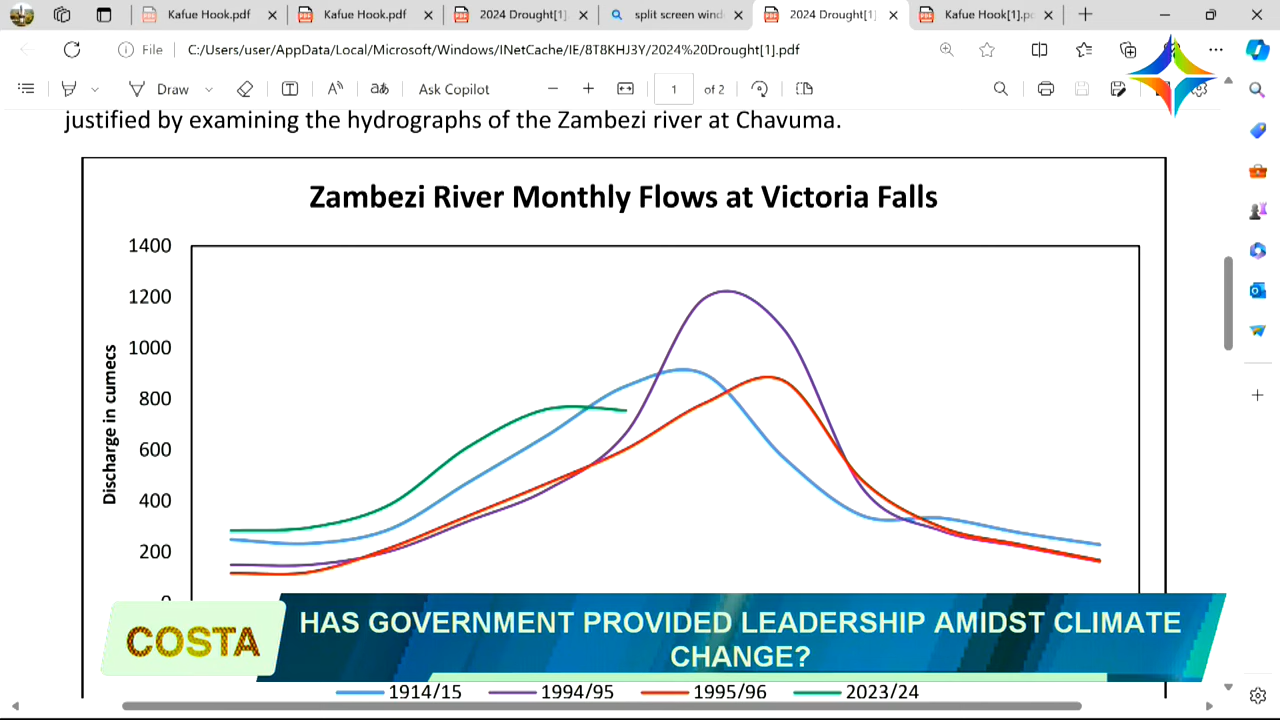 Kafue Hook.pdf
Kafue Hook.pdf
2024 Drought[1].
split screen wind
2024 Drought[1]
Kafue Hook[1].pc
File
C:/Users/user/AppData/Local/Microsoft/Windows/INetCache/IE/8T8KHJ3Y/2024%20Drought[1].pdf
Draw
Ask Copilot
1 of 2
justified by examining the hydrographs of the Zambezi river at Chavuma.
Zambezi River Monthly Flows at Victoria Falls
1400
1200
1000
800
600
400
200
Discharge in cumecs
COSTA
HAS GOVERNMENT PROVIDED LEADERSHIP AMIDST CLIMATE
CHANGE?
1914/15 1994/95 1995/96 2023/24